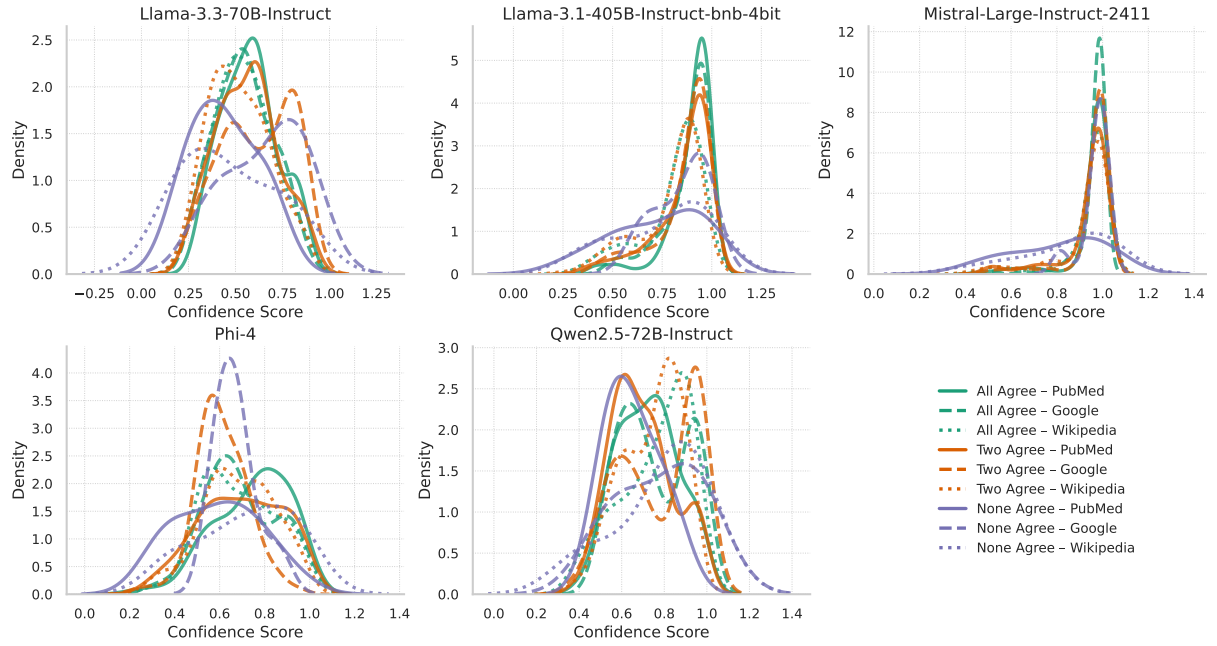 Llama-3.3-70B-Instruct
2.5
2.0
1.5
1.0
0.5
0.0
Density
−0.25 0.00 0.25 0.50 0.75 1.00 1.25
Confidence Score
Llama-3.1-405B-Instruct-bnb-4bit
5
4
3
2
1
0
Density
0.00 0.25 0.50 0.75 1.00 1.25
Confidence Score
Mistral-Large-Instruct-2411
12
10
8
6
4
2
0
Density
0.0 0.2 0.4 0.6 0.8 1.0 1.2 1.4
Confidence Score
Phi-4
4.0
3.5
3.0
2.5
2.0
1.5
1.0
0.5
0.0
Density
0.0 0.2 0.4 0.6 0.8 1.0 1.2 1.4
Confidence Score
Qwen2.5-72B-Instruct
3.0
2.5
2.0
1.5
1.0
0.5
0.0
Density
0.0 0.2 0.4 0.6 0.8 1.0 1.2 1.4
Confidence Score
All Agree – PubMed
All Agree – Google
All Agree – Wikipedia
Two Agree – PubMed
Two Agree – Google
Two Agree – Wikipedia
None Agree – PubMed
None Agree – Google
None Agree – Wikipedia